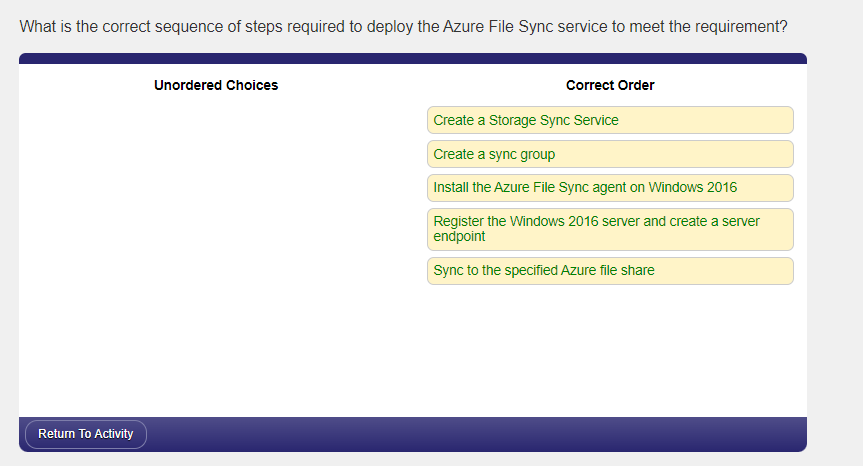 What is the correct sequence of steps required to deploy the Azure File Sync service to meet the requirement?
Unordered Choices
Correct Order
Create a Storage Sync Service
Create a sync group
Install the Azure File Sync agent on Windows 2016
Register the Windows 2016 server and create a server
endpoint
Sync to the specified Azure file share
Return To Activity